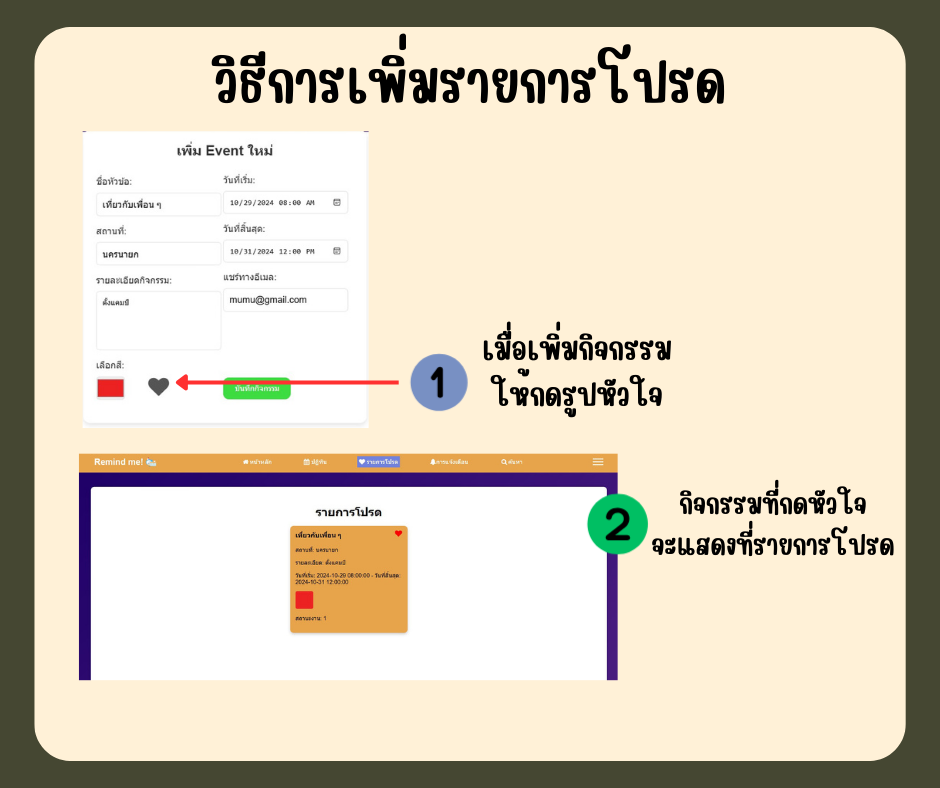 วิธีการเพิ่มรายการโปรด
เพิ่ม Event ใหม่
ชื่อหัวข้อ:
วันที่เริ่ม:
เที่ยวกับเพื่อน ๆ
10/29/2024 08:00 AM
สถานที่:
วันที่สิ้นสุด:
นครนายก
10/31/2024 12:00 PM
รายละเอียดกิจกรรม:
แชร์ทางอีเมล:
ตั้งแคมป์
mumu@gmail.com
เลือกสี:
บันทึกกิจกรรม
1
เมื่อเพิ่มกิจกรรม
ให้กดรูปหัวใจ
Remind me!
หน้าหลัก
ปฏิทิน
รายการโปรด
การแจ้งเตือน
ค้นหา
รายการโปรด
เที่ยวกับเพื่อน ๆ
สถานที่: นครนายก
รายละเอียด: ตั้งแคมป์
วันที่เริ่ม: 2024-10-29 08:00:00 - วันที่สิ้นสุด:
2024-10-31 12:00:00
สถานะงาน: 1
2
กิจกรรมที่กดหัวใจ
จะแสดงที่รายการโปรด